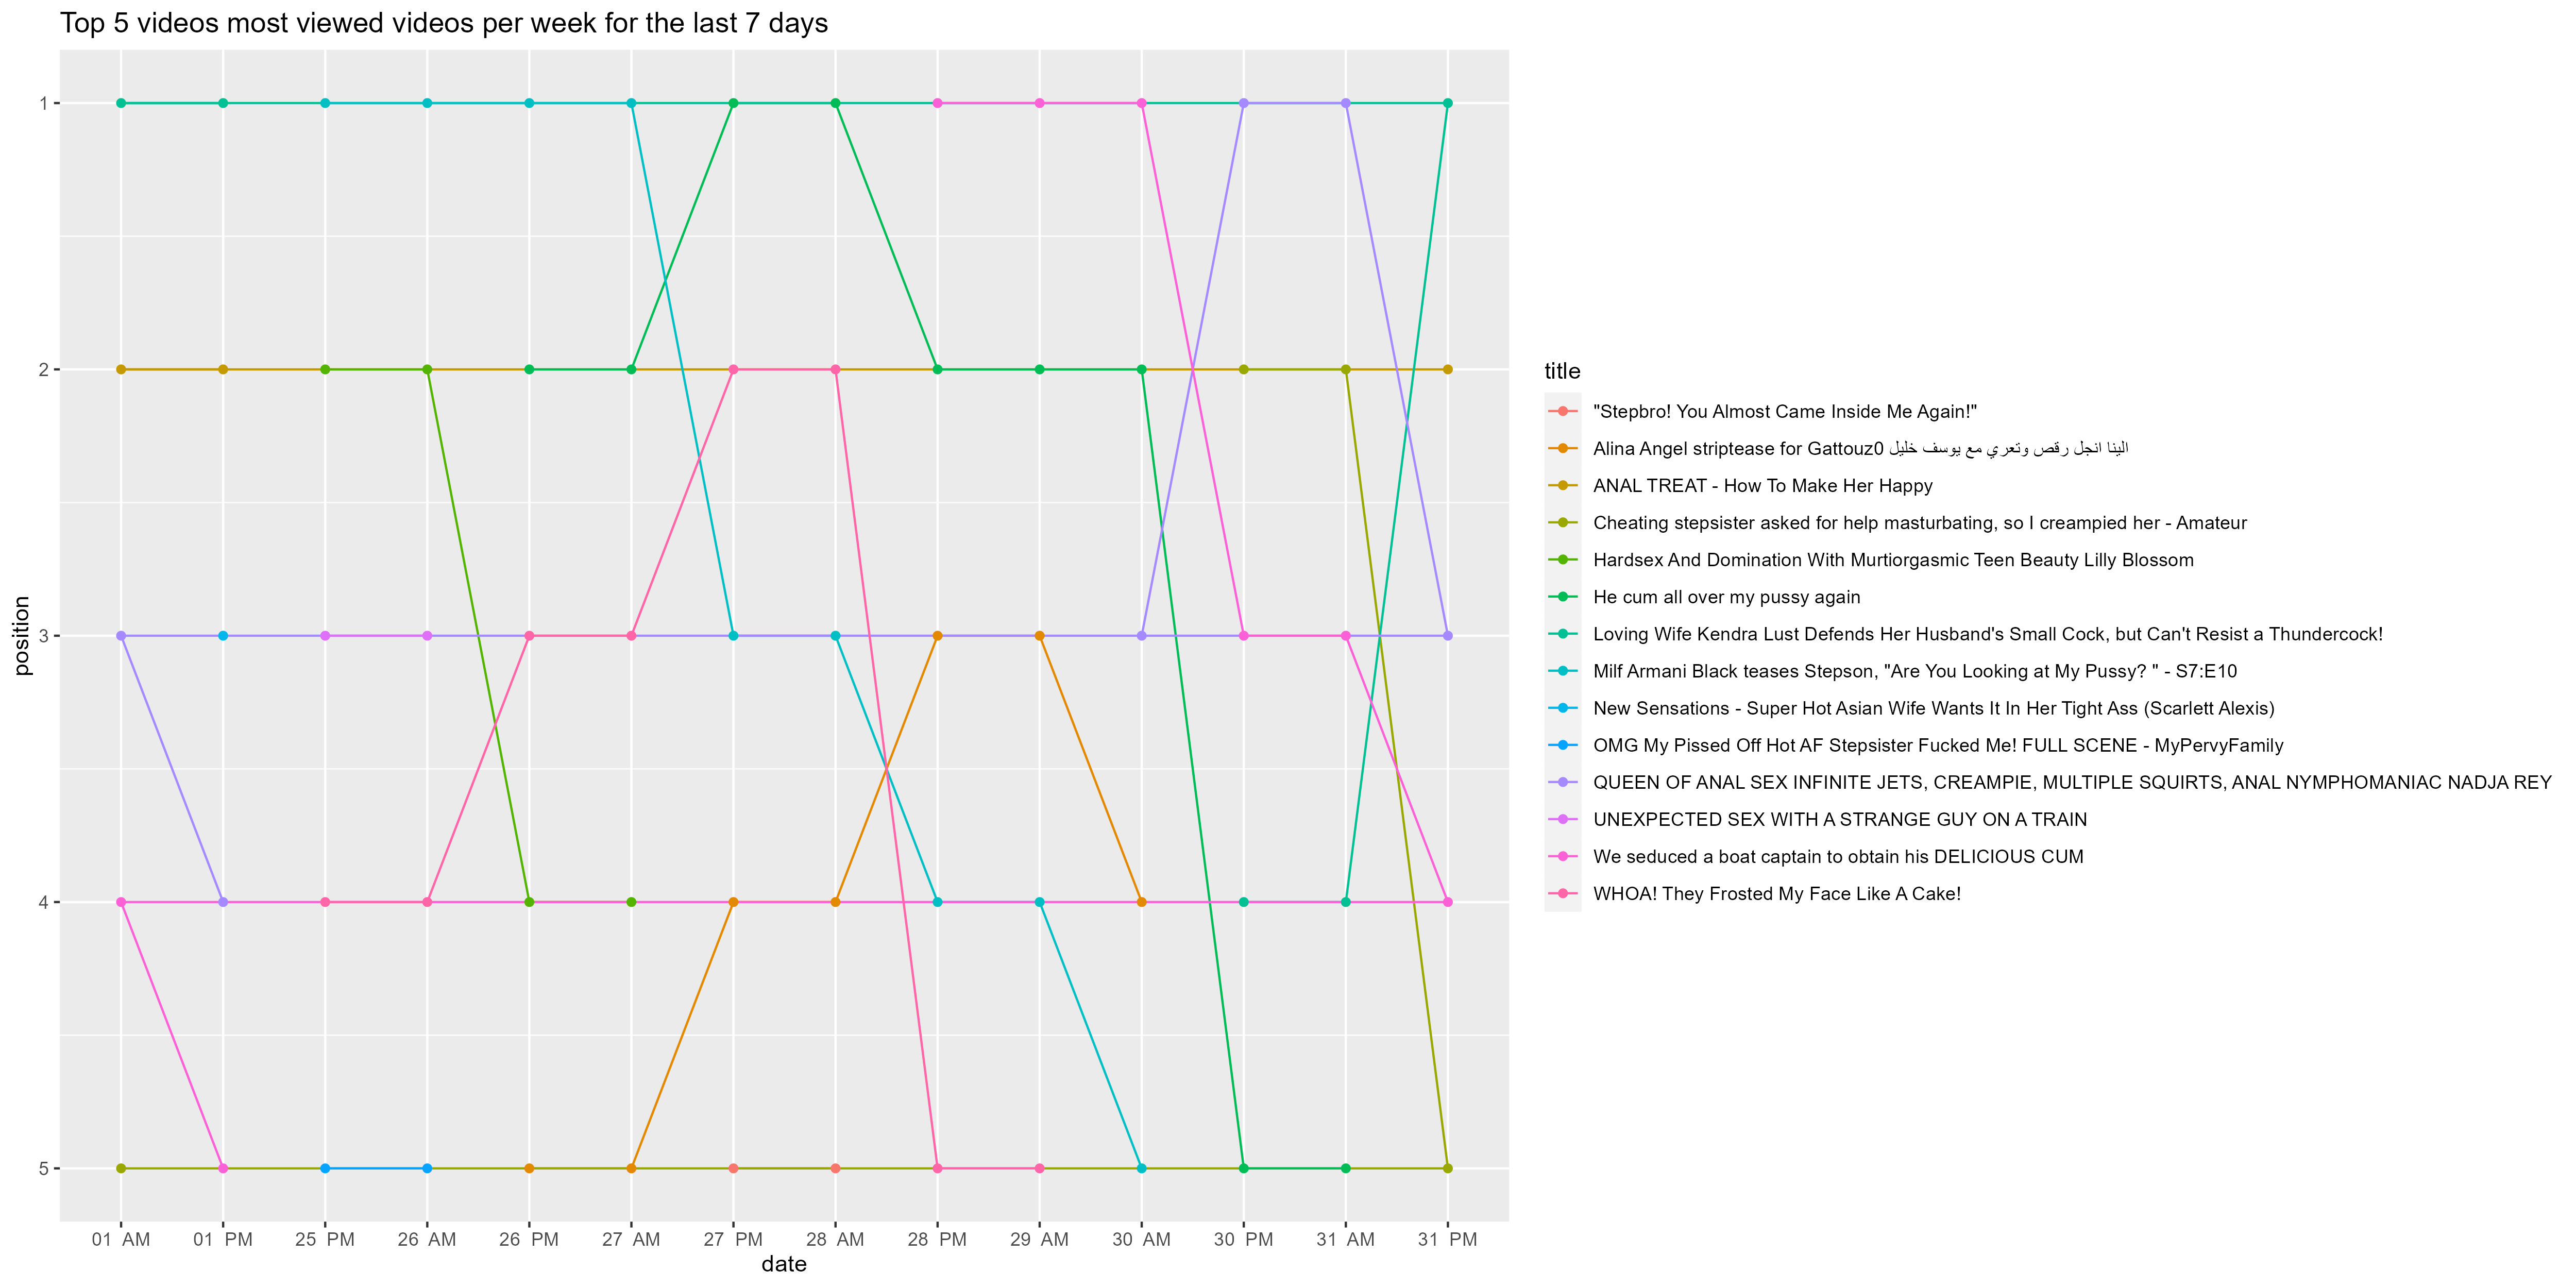 Top 5 videos most viewed videos per week for the last 7 days
position
1
2
3
4
5
01 AM
01 PM
25 PM
26 AM
26 PM
27 AM
27 PM
28 AM
28 PM
29 AM
30 AM
30 PM
31 AM
31 PM
date
title
"Stepbro! You Almost Came Inside Me Again!"
Alina Angel striptease for Gattouz0 الينا انجل رقص وتعري مع يوسف خليل
ANAL TREAT - How To Make Her Happy
Cheating stepsister asked for help masturbating, so I creampied her - Amateur
Hardsex And Domination With Murtiorgasmic Teen Beauty Lilly Blossom
He cum all over my pussy again
Loving Wife Kendra Lust Defends Her Husband's Small Cock, but Can't Resist a Thundercock!
Milf Armani Black teases Stepson, "Are You Looking at My Pussy? " - S7:E10
New Sensations - Super Hot Asian Wife Wants It In Her Tight Ass (Scarlett Alexis)
OMG My Pissed Off Hot AF Stepsister Fucked Me! FULL SCENE - MyPervyFamily
QUEEN OF ANAL SEX INFINITE JETS, CREAMPIE, MULTIPLE SQUIRTS, ANAL NYMPHOMANIAC NADJA REY
UNEXPECTED SEX WITH A STRANGE GUY ON A TRAIN
We seduced a boat captain to obtain his DELICIOUS CUM
WHOA! They Frosted My Face Like A Cake!